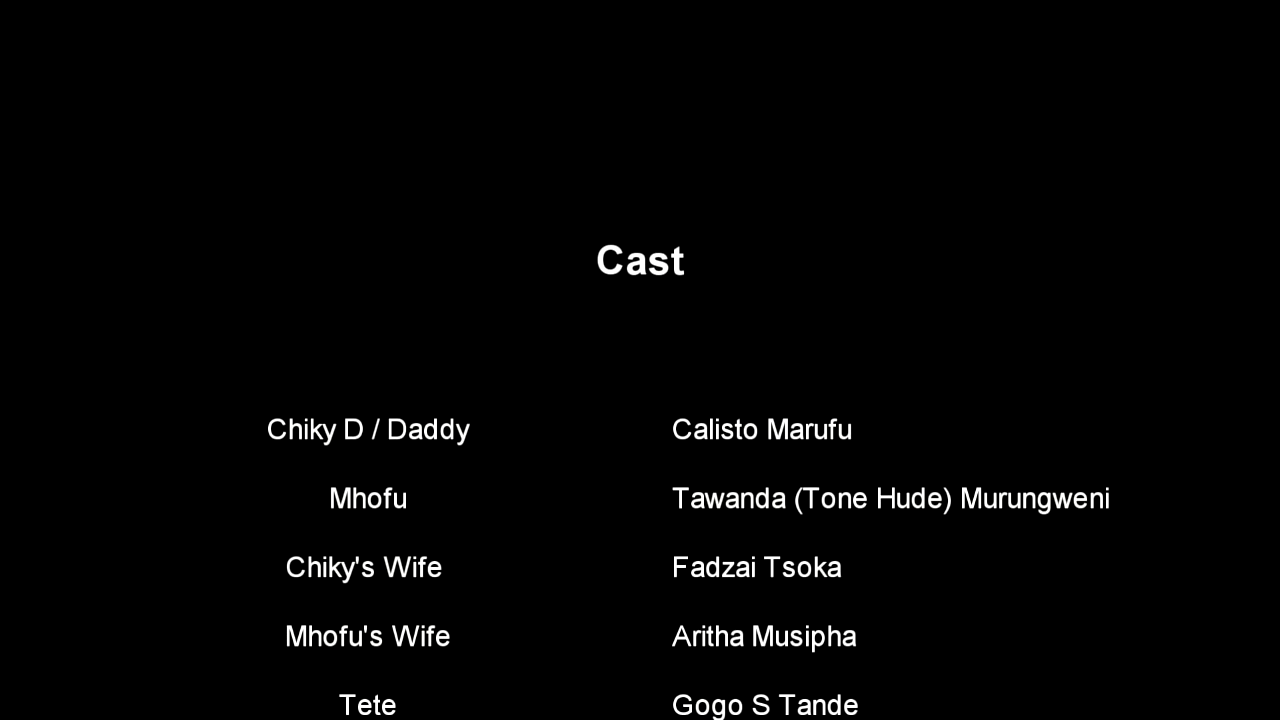 Cast
Chiky D / Daddy Calisto Marufu
Mhofu Tawanda (Tone Hude) Murungweni
Chiky's Wife Fadzai Tsoka
Mhofu's Wife Aritha Musipha
Tete Gogo S Tande